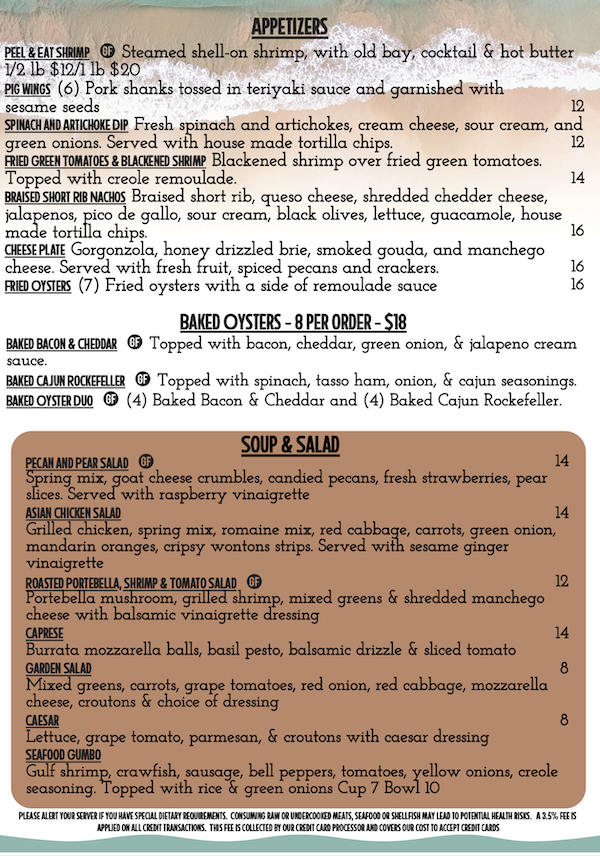 APPETIZERS
PEEL & EAT SHRIMP GF Steamed shell-on shrimp, with old bay, cocktail & hot butter
1/2 lb $12/1 lb $20
PIG WINGS (6) Pork shanks tossed in teriyaki sauce and garnished with
sesame seeds 12
SPINACH AND ARTICHOKE DIP Fresh spinach and artichokes, cream cheese, sour cream, and
green onions. Served with house made tortilla chips. 12
FRIED GREEN TOMATOES & BLACKENED SHRIMP Blackened shrimp over fried green tomatoes.
Topped with creole remoulade. 14
BRAISED SHORT RIB NACHOS Braised short rib, queso cheese, shredded chedder cheese,
jalapenos, pico de gallo, sour cream, black olives, lettuce, guacamole, house
made tortilla chips. 16
CHEESE PLATE Gorgonzola, honey drizzled brie, smoked gouda, and manchego
cheese. Served with fresh fruit, spiced pecans and crackers. 16
FRIED OYSTERS (7) Fried oysters with a side of remoulade sauce 16
BAKED OYSTERS - 8 PER ORDER - $18
BAKED BACON & CHEDDAR GF Topped with bacon, cheddar, green onion, & jalapeno cream
sauce.
BAKED CAJUN ROCKEFELLER GF Topped with spinach, tasso ham, onion, & cajun seasonings.
BAKED OYSTER DUO GF (4) Baked Bacon & Cheddar and (4) Baked Cajun Rockefeller.
SOUP & SALAD
PECAN AND PEAR SALAD GF 14
Spring mix, goat cheese crumbles, candied pecans, fresh strawberries, pear
slices. Served with raspberry vinaigrette
ASIAN CHICKEN SALAD 14
Grilled chicken, spring mix, romaine mix, red cabbage, carrots, green onion,
mandarin oranges, cripsy wontons strips. Served with sesame ginger
vinaigrette
ROASTED PORTEBELLA, SHRIMP & TOMATO SALAD GF 12
Portebella mushroom, grilled shrimp, mixed greens & shredded manchego
cheese with balsamic vinaigrette dressing
CAPRESE 14
Burrata mozzarella balls, basil pesto, balsamic drizzle & sliced tomato
GARDEN SALAD 8
Mixed greens, carrots, grape tomatoes, red onion, red cabbage, mozzarella
cheese, croutons & choice of dressing
CAESAR 8
Lettuce, grape tomato, parmesan, & croutons with caesar dressing
SEAFOOD GUMBO
Gulf shrimp, crawfish, sausage, bell peppers, tomatoes, yellow onions, creole
seasoning. Topped with rice & green onions Cup 7 Bowl 10
PLEASE ALERT YOUR SERVER IF YOU HAVE SPECIAL DIETARY REQUIREMENTS. CONSUMING RAW OR UNDERCOOKED MEATS, SEAFOOD OR SHELLFISH MAY LEAD TO POTENTIAL HEALTH RISKS. A 3.5% FEE IS
APPLIED ON ALL CREDIT TRANSACTIONS. THIS FEE IS COLLECTED BY OUR CREDIT CARD PROCESSOR AND COVERS OUR COST TO ACCEPT CREDIT CARDS